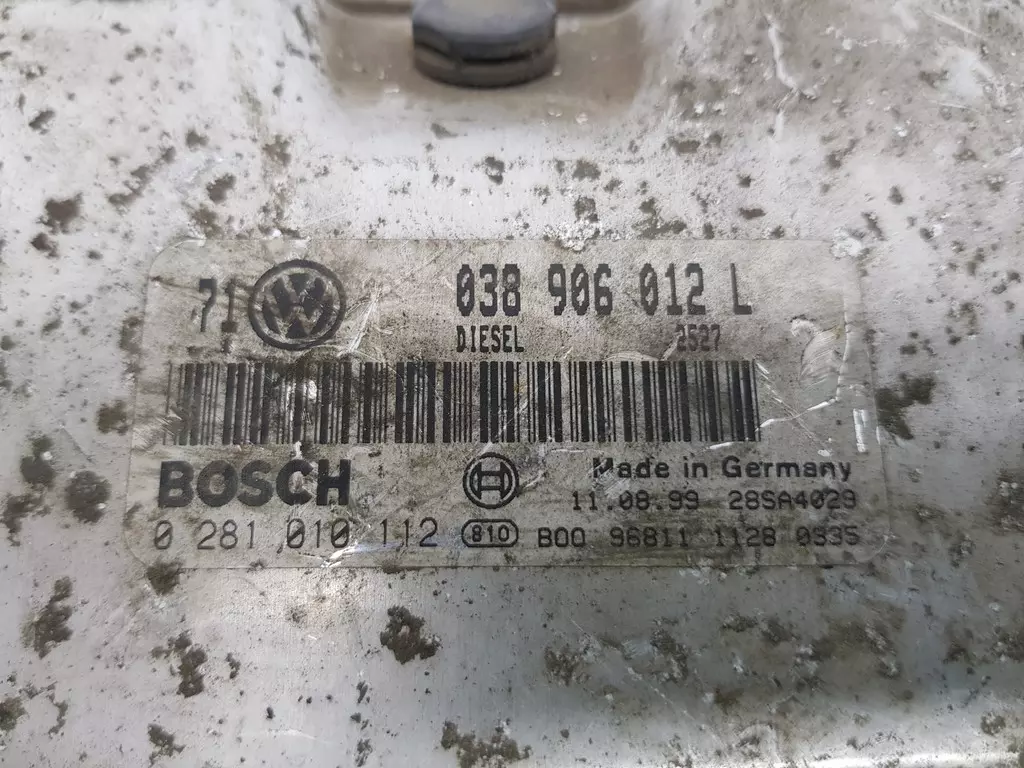 71 038 906 012 L
DIESEL 2527
BOSCH Made in Germany
11.08.99 28SA4029
0 281 010 112 810 B00 96811 1128 0335